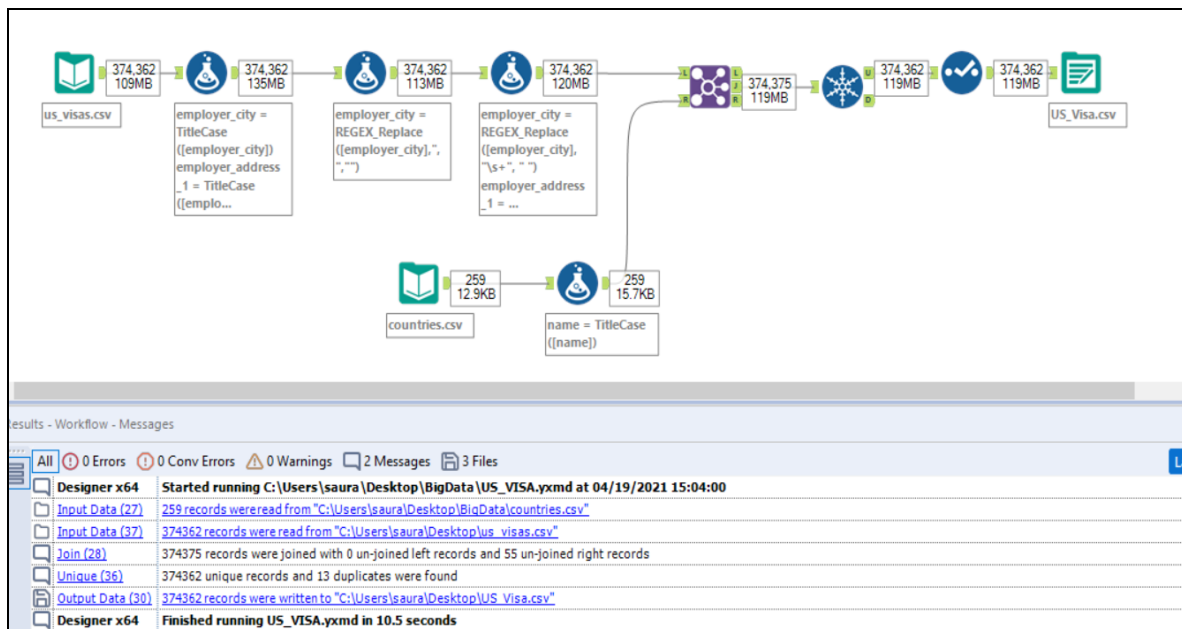 374,362
109MB
374,362
135MB
374,362
113MB
374,362
120MB
L
R
L
J
R
374,375
119MB
U
D
374,362
119MB
374,362
119MB
us_visas.csv
employer_city =
TitleCase
([employer_city])
employer_address
_1 = TitleCase
([emplo...
employer_city =
REGEX_Replace
([employer_city],",
","")
employer_city =
REGEX_Replace
([employer_city],
"\s+", " ")
employer_address
_1 = ...
US_Visa.csv
259
12.9KB
259
15.7KB
countries.csv
name = TitleCase
([name])
Results - Workflow - Messages
All 0 Errors 0 Conv Errors 0 Warnings 2 Messages 3 Files
Designer x64 Started running C:\Users\saura\Desktop\BigData\US_VISA.yxmd at 04/19/2021 15:04:00
Input Data (27) 259 records were read from "C:\Users\saura\Desktop\BigData\countries.csv"
Input Data (37) 374362 records were read from "C:\Users\saura\Desktop\us_visas.csv"
Join (28) 374375 records were joined with 0 un-joined left records and 55 un-joined right records
Unique (36) 374362 unique records and 13 duplicates were found
Output Data (30) 374362 records were written to "C:\Users\saura\Desktop\US_Visa.csv"
Designer x64 Finished running US_VISA.yxmd in 10.5 seconds